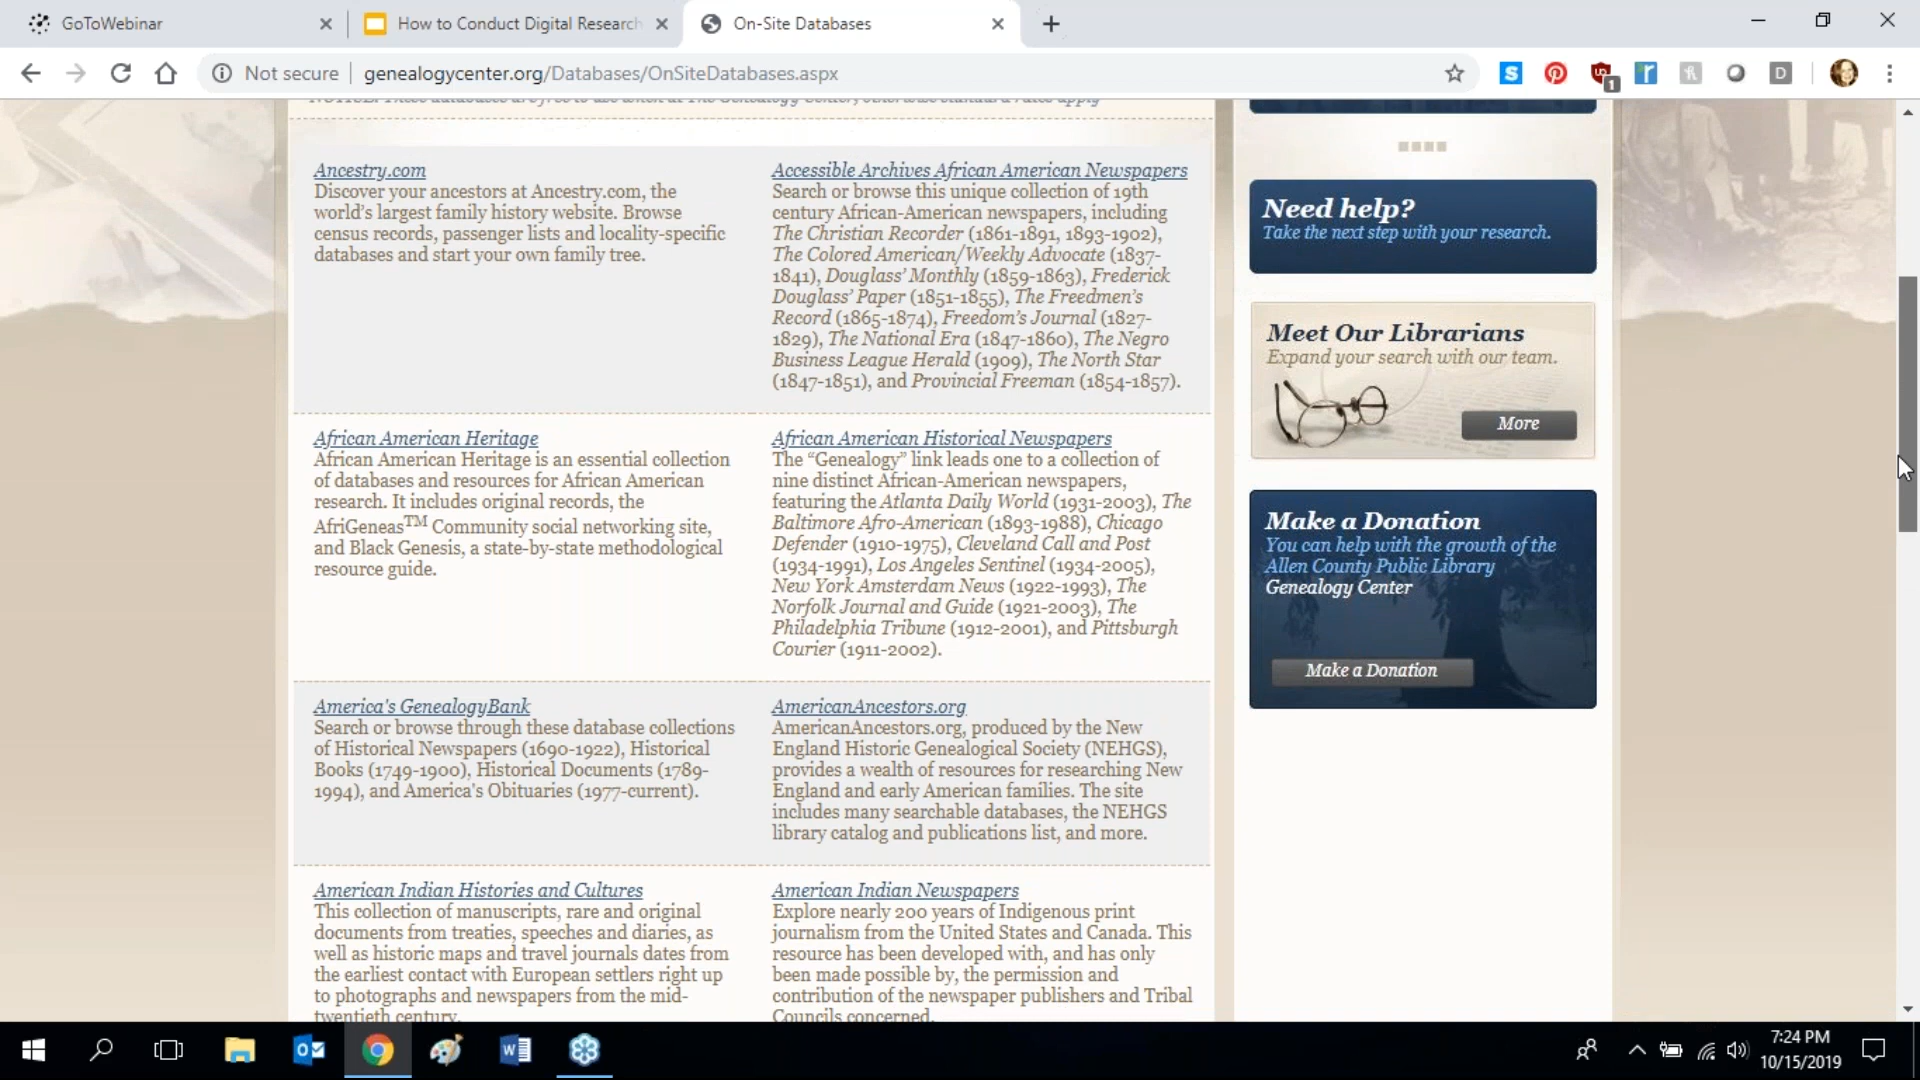 GoToWebinar
How to Conduct Digital Research
On-Site Databases
Not secure
genealogycenter.org/Databases/OnSiteDatabases.aspx
1
D
Ancestry.com
Discover your ancestors at Ancestry.com, the
world's largest family history website. Browse
census records, passenger lists and locality-specific
databases and start your own family tree.
Accessible Archives African American Newspapers
Search or browse this unique collection of 19th
century African-American newspapers, including
The Christian Recorder (1861-1891, 1893-1902),
The Colored American/Weekly Advocate (1837-
1841), Douglass' Monthly (1859-1863), Frederick
Douglass' Paper (1851-1855), The Freedmen's
Record (1865-1874), Freedom's Journal (1827-
1829), The National Era (1847-1860), The Negro
Business League Herald (1909), The North Star
(1847-1851), and Provincial Freeman (1854-1857).
African American Heritage
African American Heritage is an essential collection
of databases and resources for African American
research. It includes original records, the
AfriGeneas™ Community social networking site,
and Black Genesis, a state-by-state methodological
resource guide.
African American Historical Newspapers
The “Genealogy” link leads one to a collection of
nine distinct African-American newspapers,
featuring the Atlanta Daily World (1931-2003), The
Baltimore Afro-American (1893-1988), Chicago
Defender (1910-1975), Cleveland Call and Post
(1934-1991), Los Angeles Sentinel (1934-2005),
New York Amsterdam News (1922-1993), The
Norfolk Journal and Guide (1921-2003), The
Philadelphia Tribune (1912-2001), and Pittsburgh
Courier (1911-2002).
America's GenealogyBank
Search or browse through these database collections
of Historical Newspapers (1690-1922), Historical
Books (1749-1900), Historical Documents (1789-
1994), and America's Obituaries (1977-current).
AmericanAncestors.org
AmericanAncestors.org, produced by the New
England Historic Genealogical Society (NEHGS),
provides a wealth of resources for researching New
England and early American families. The site
includes many searchable databases, the NEHGS
library catalog and publications list, and more.
American Indian Histories and Cultures
This collection of manuscripts, rare and original
documents from treaties, speeches and diaries, as
well as historic maps and travel journals dates from
the earliest contact with European settlers right up
to photographs and newspapers from the mid-
twentieth century.
American Indian Newspapers
Explore nearly 200 years of Indigenous print
journalism from the United States and Canada. This
resource has been developed with, and has only
been made possible by, the permission and
contribution of the newspaper publishers and Tribal
Councils concerned.
Need help?
Take the next step with your research.
Meet Our Librarians
Expand your search with our team.
More
Make a Donation
You can help with the growth of the
Allen County Public Library
Genealogy Center
Make a Donation
7:24 PM
10/15/2019